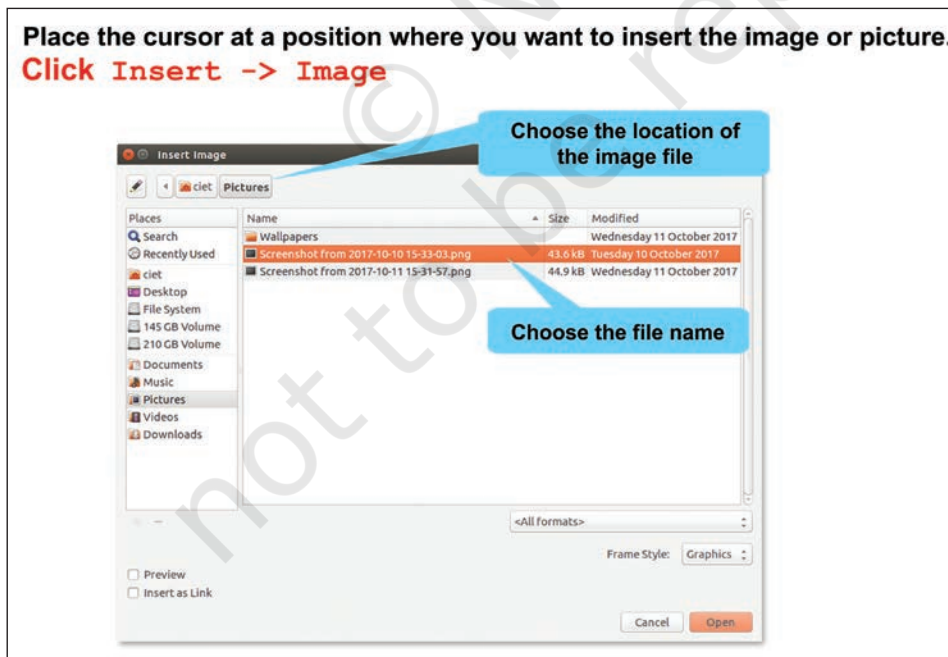 Place the cursor at a position where you want to insert the image or picture.
Click Insert -> Image
Choose the location of
the image file
Insert Image
ciet Pictures
Places Name Size Modified
Search Wallpapers Wednesday 11 October 2017
Recently Used Screenshot from 2017-10-10 15-33-03.png 43.6 kB Tuesday 10 October 2017
ciet Screenshot from 2017-10-11 15-31-57.png 44.9 kB Wednesday 11 October 2017
Desktop
File System
145 GB Volume
210 GB Volume
Choose the file name
Documents
Music
Pictures
Videos
Downloads
<All formats>
Frame Style: Graphics
Preview
Insert as Link
Cancel Open
© N
not to be rep